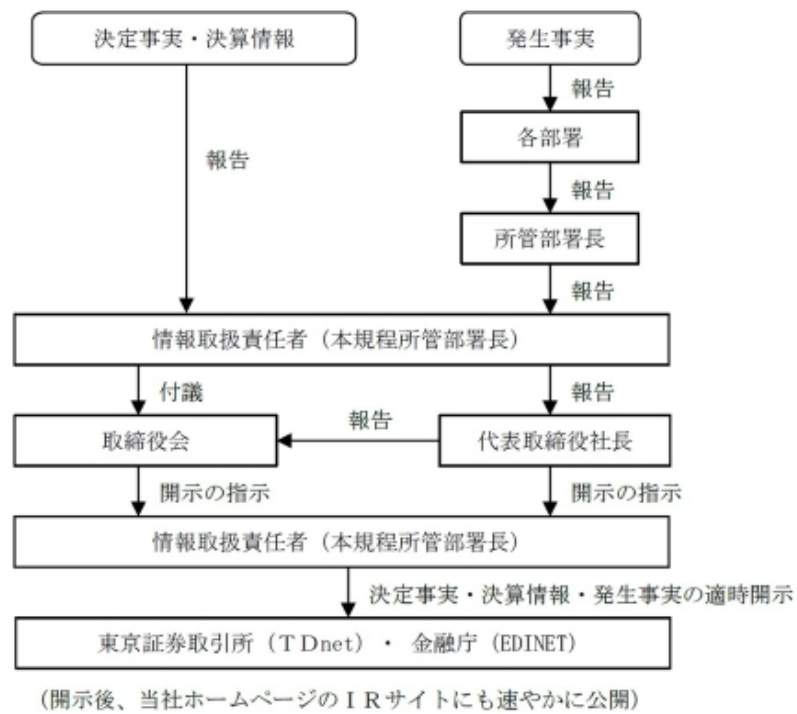 決定事実・決算情報
発生事実
報告
各部署
報告
報告
所管部署長
報告
情報取扱責任者（本規程所管部署長）
付議
報告
取締役会
報告
代表取締役社長
開示の指示
開示の指示
情報取扱責任者（本規程所管部署長）
決定事実・決算情報・発生事実の適時開示
東京証券取引所（ＴＤnet）・ 金融庁（EDINET）
（開示後、当社ホームページのＩＲサイトにも速やかに公開）